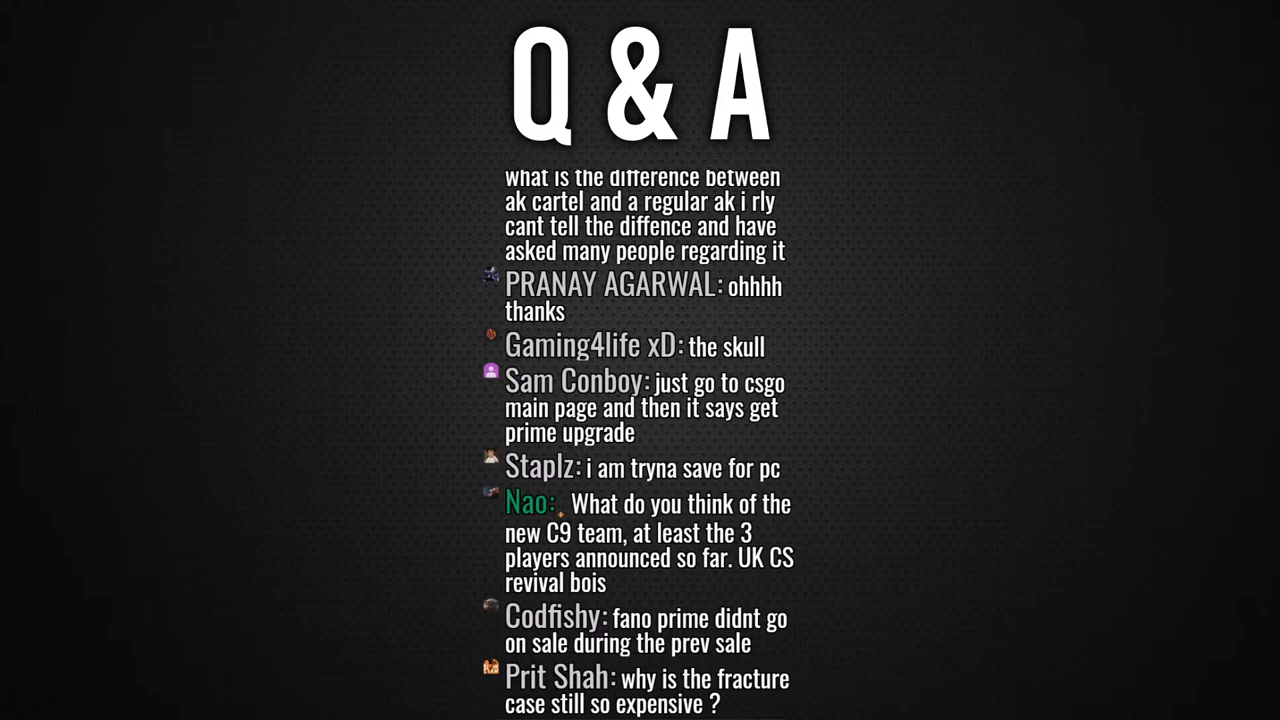 Q & A
what is the difference between
ak cartel and a regular ak i rly
cant tell the diffence and have
asked many people regarding it
PRANAY AGARWAL: ohhhh
thanks
Gaming4life xD: the skull
Sam Conboy: just go to csgo
main page and then it says get
prime upgrade
Staplz: i am tryna save for pc
Nao: What do you think of the
new C9 team, at least the 3
players announced so far. UK CS
revival bois
Codfishy: fano prime didnt go
on sale during the prev sale
Prit Shah: why is the fracture
case still so expensive ?